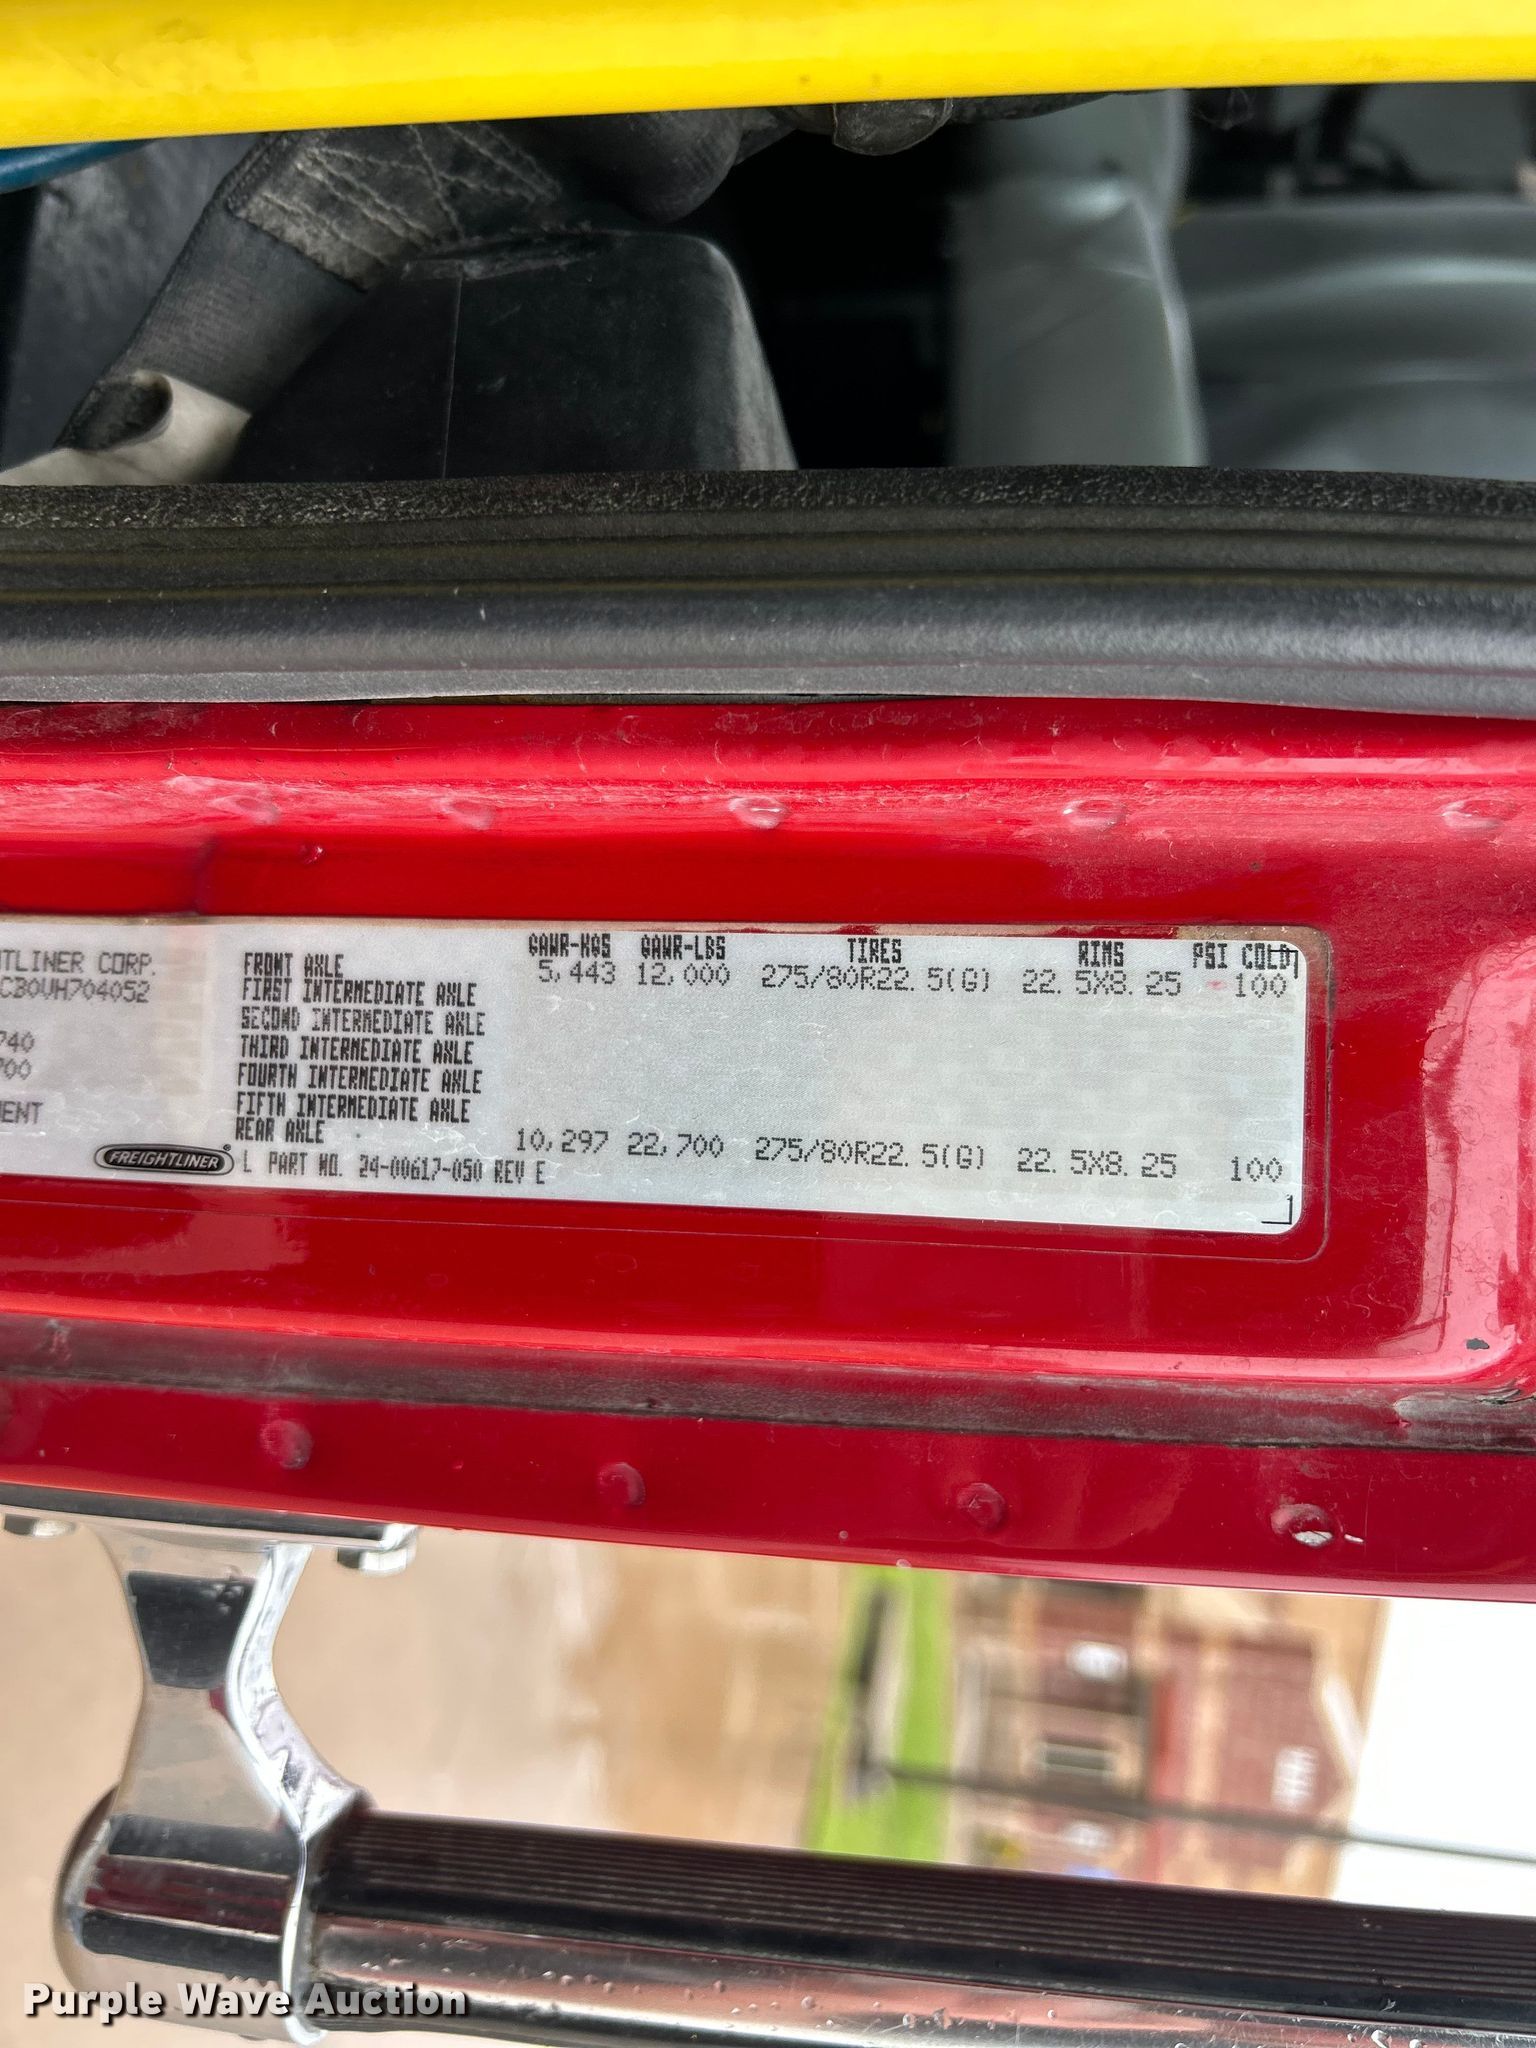 TLINER CORP.
CB0VH704052
740
700
ENT
FREIGHTLINER
GAWR-KGS GAWR-LBS TIRES RIMS PSI COLD
FRONT AXLE 5,443 12,000 275/80R22.5(G) 22.5X8.25 100
FIRST INTERMEDIATE AXLE
SECOND INTERMEDIATE AXLE
THIRD INTERMEDIATE AXLE
FOURTH INTERMEDIATE AXLE
FIFTH INTERMEDIATE AXLE
REAR AXLE 10,297 22,700 275/80R22.5(G) 22.5X8.25 100
L PART NO. 24-00617-050 REV E
Purple Wave Auction